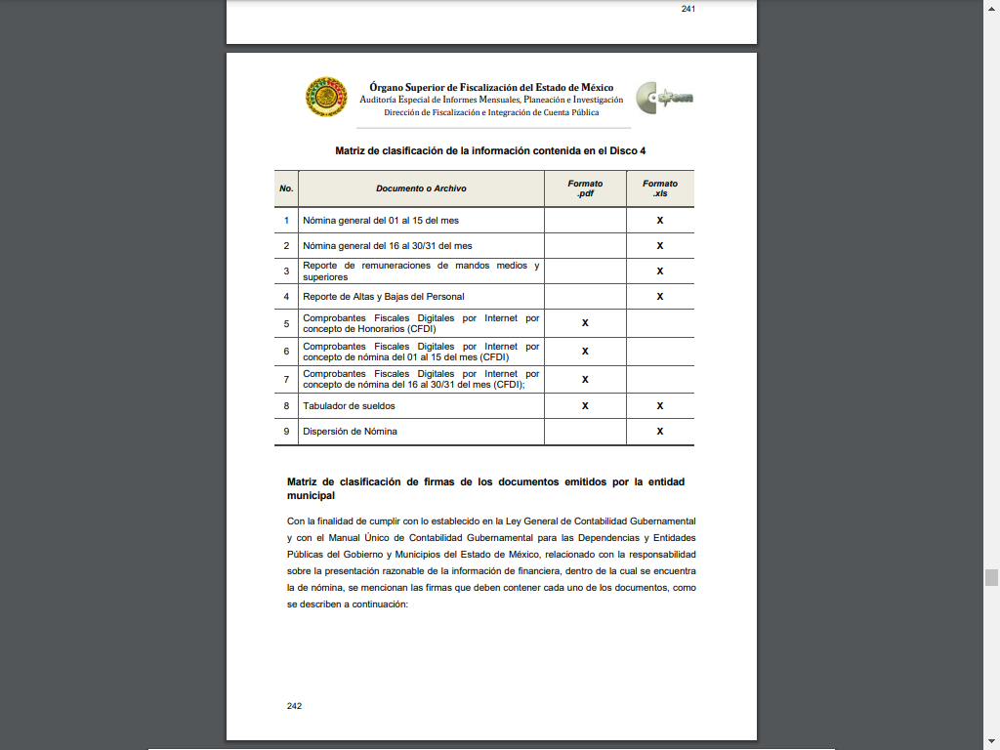 241
Órgano Superior de Fiscalización del Estado de México
Auditoría Especial de Informes Mensuales, Planeación e Investigación
Dirección de Fiscalización e Integración de Cuenta Pública
osfem
Matriz de clasificación de la información contenida en el Disco 4
No. Documento o Archivo Formato .pdf Formato .xls
1 Nómina general del 01 al 15 del mes X
2 Nómina general del 16 al 30/31 del mes X
3 Reporte de remuneraciones de mandos medios y
superiores X
4 Reporte de Altas y Bajas del Personal X
5 Comprobantes Fiscales Digitales por Internet por
concepto de Honorarios (CFDI) X
6 Comprobantes Fiscales Digitales por Internet por
concepto de nómina del 01 al 15 del mes (CFDI) X
7 Comprobantes Fiscales Digitales por Internet por
concepto de nómina del 16 al 30/31 del mes (CFDI); X
8 Tabulador de sueldos X X
9 Dispersión de Nómina X
Matriz de clasificación de firmas de los documentos emitidos por la entidad
municipal
Con la finalidad de cumplir con lo establecido en la Ley General de Contabilidad Gubernamental
y con el Manual Único de Contabilidad Gubernamental para las Dependencias y Entidades
Públicas del Gobierno y Municipios del Estado de México, relacionado con la responsabilidad
sobre la presentación razonable de la información de financiera, dentro de la cual se encuentra
la de nómina, se mencionan las firmas que deben contener cada uno de los documentos, como
se describen a continuación:
242